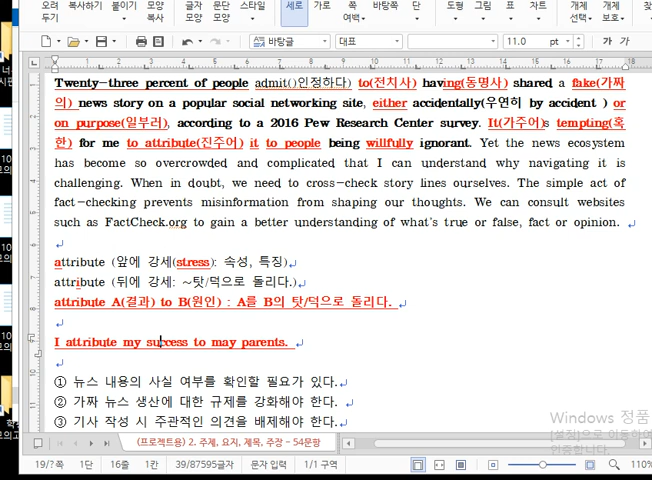 오려 복사하기 붙이기 모양 글자 문단 스타일 세로 가로 쪽 바탕쪽 단 도형 그림 표 차트 개체 개체 찾기
두기 복사 모양 모양 여백 선택 보호
바탕글 대표 11.0 pt 가
Twenty-three percent of people admit()인정하다) to(전치사) having(동명사) shared a fake(가짜
의) news story on a popular social networking site, either accidentally(우연히 by accident ) or
on purpose(일부러), according to a 2016 Pew Research Center survey. It(가주어)s tempting(혹
한) for me to attribute(진주어) it to people being willfully ignorant. Yet the news ecosystem
has become so overcrowded and complicated that I can understand why navigating it is
challenging. When in doubt, we need to cross-check story lines ourselves. The simple act of
fact-checking prevents misinformation from shaping our thoughts. We can consult websites
such as FactCheck.org to gain a better understanding of what's true or false, fact or opinion.
attribute (앞에 강세(stress): 속성, 특징)
attribute (뒤에 강세: ~탓/덕으로 돌리다.)
attribute A(결과) to B(원인) : A를 B의 탓/덕으로 돌리다.
I attribute my success to may parents.
① 뉴스 내용의 사실 여부를 확인할 필요가 있다.
② 가짜 뉴스 생산에 대한 규제를 강화해야 한다.
③ 기사 작성 시 주관적인 의견을 배제해야 한다.
Windows 정품
[설정]으로 이동하여
인증합니다.
(프로젝트용) 2. 주제, 요지, 제목, 주장 - 54문항
19/?쪽 1단 16줄 1칸 39/87595글자 문자 입력 1/1 구역 110%